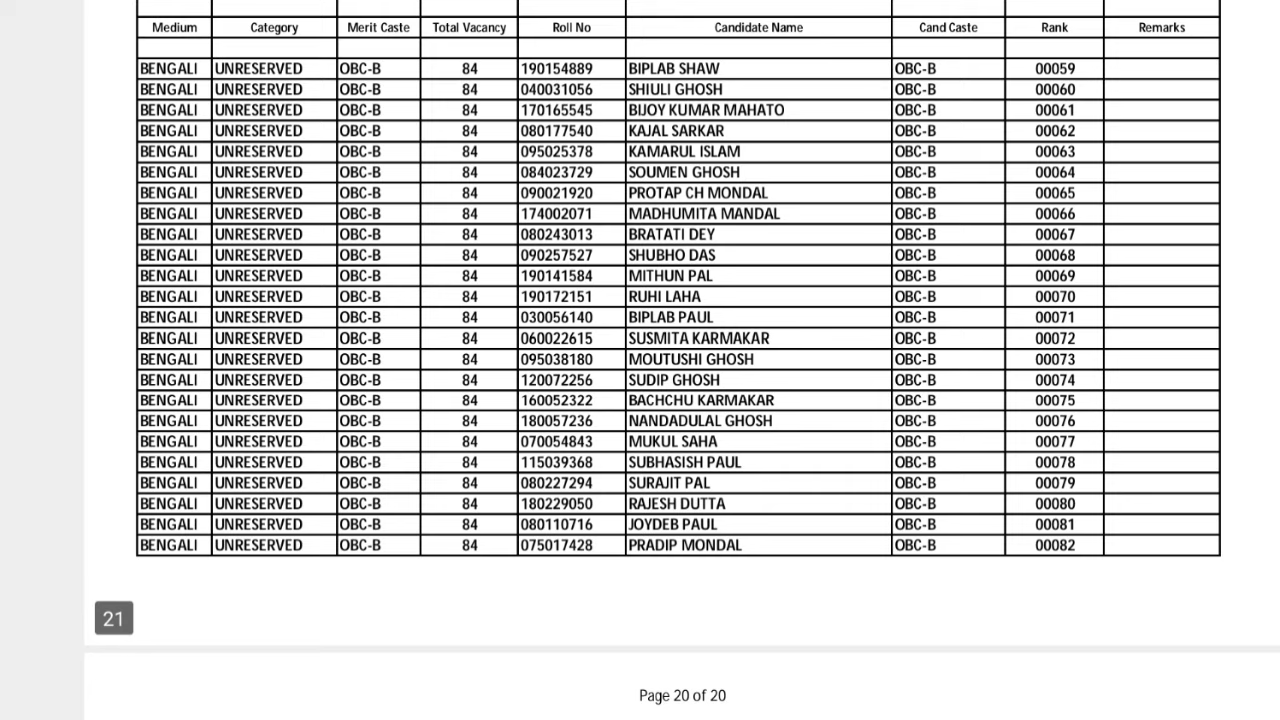 Medium Category Merit Caste Total Vacancy Roll No Candidate Name Cand Caste Rank Remarks
BENGALI UNRESERVED OBC-B 84 190154889 BIPLAB SHAW OBC-B 00059
BENGALI UNRESERVED OBC-B 84 040031056 SHIULI GHOSH OBC-B 00060
BENGALI UNRESERVED OBC-B 84 170165545 BIJOY KUMAR MAHATO OBC-B 00061
BENGALI UNRESERVED OBC-B 84 080177540 KAJAL SARKAR OBC-B 00062
BENGALI UNRESERVED OBC-B 84 095025378 KAMARUL ISLAM OBC-B 00063
BENGALI UNRESERVED OBC-B 84 084023729 SOUMEN GHOSH OBC-B 00064
BENGALI UNRESERVED OBC-B 84 090021920 PROTAP CH MONDAL OBC-B 00065
BENGALI UNRESERVED OBC-B 84 174002071 MADHUMITA MANDAL OBC-B 00066
BENGALI UNRESERVED OBC-B 84 080243013 BRATATI DEY OBC-B 00067
BENGALI UNRESERVED OBC-B 84 090257527 SHUBHO DAS OBC-B 00068
BENGALI UNRESERVED OBC-B 84 190141584 MITHUN PAL OBC-B 00069
BENGALI UNRESERVED OBC-B 84 190172151 RUHI LAHA OBC-B 00070
BENGALI UNRESERVED OBC-B 84 030056140 BIPLAB PAUL OBC-B 00071
BENGALI UNRESERVED OBC-B 84 060022615 SUSMITA KARMAKAR OBC-B 00072
BENGALI UNRESERVED OBC-B 84 095038180 MOUTUSHI GHOSH OBC-B 00073
BENGALI UNRESERVED OBC-B 84 120072256 SUDIP GHOSH OBC-B 00074
BENGALI UNRESERVED OBC-B 84 160052322 BACHCHU KARMAKAR OBC-B 00075
BENGALI UNRESERVED OBC-B 84 180057236 NANDADULAL GHOSH OBC-B 00076
BENGALI UNRESERVED OBC-B 84 070054843 MUKUL SAHA OBC-B 00077
BENGALI UNRESERVED OBC-B 84 115039368 SUBHASISH PAUL OBC-B 00078
BENGALI UNRESERVED OBC-B 84 080227294 SURAJIT PAL OBC-B 00079
BENGALI UNRESERVED OBC-B 84 180229050 RAJESH DUTTA OBC-B 00080
BENGALI UNRESERVED OBC-B 84 080110716 JOYDEB PAUL OBC-B 00081
BENGALI UNRESERVED OBC-B 84 075017428 PRADIP MONDAL OBC-B 00082
21
Page 20 of 20